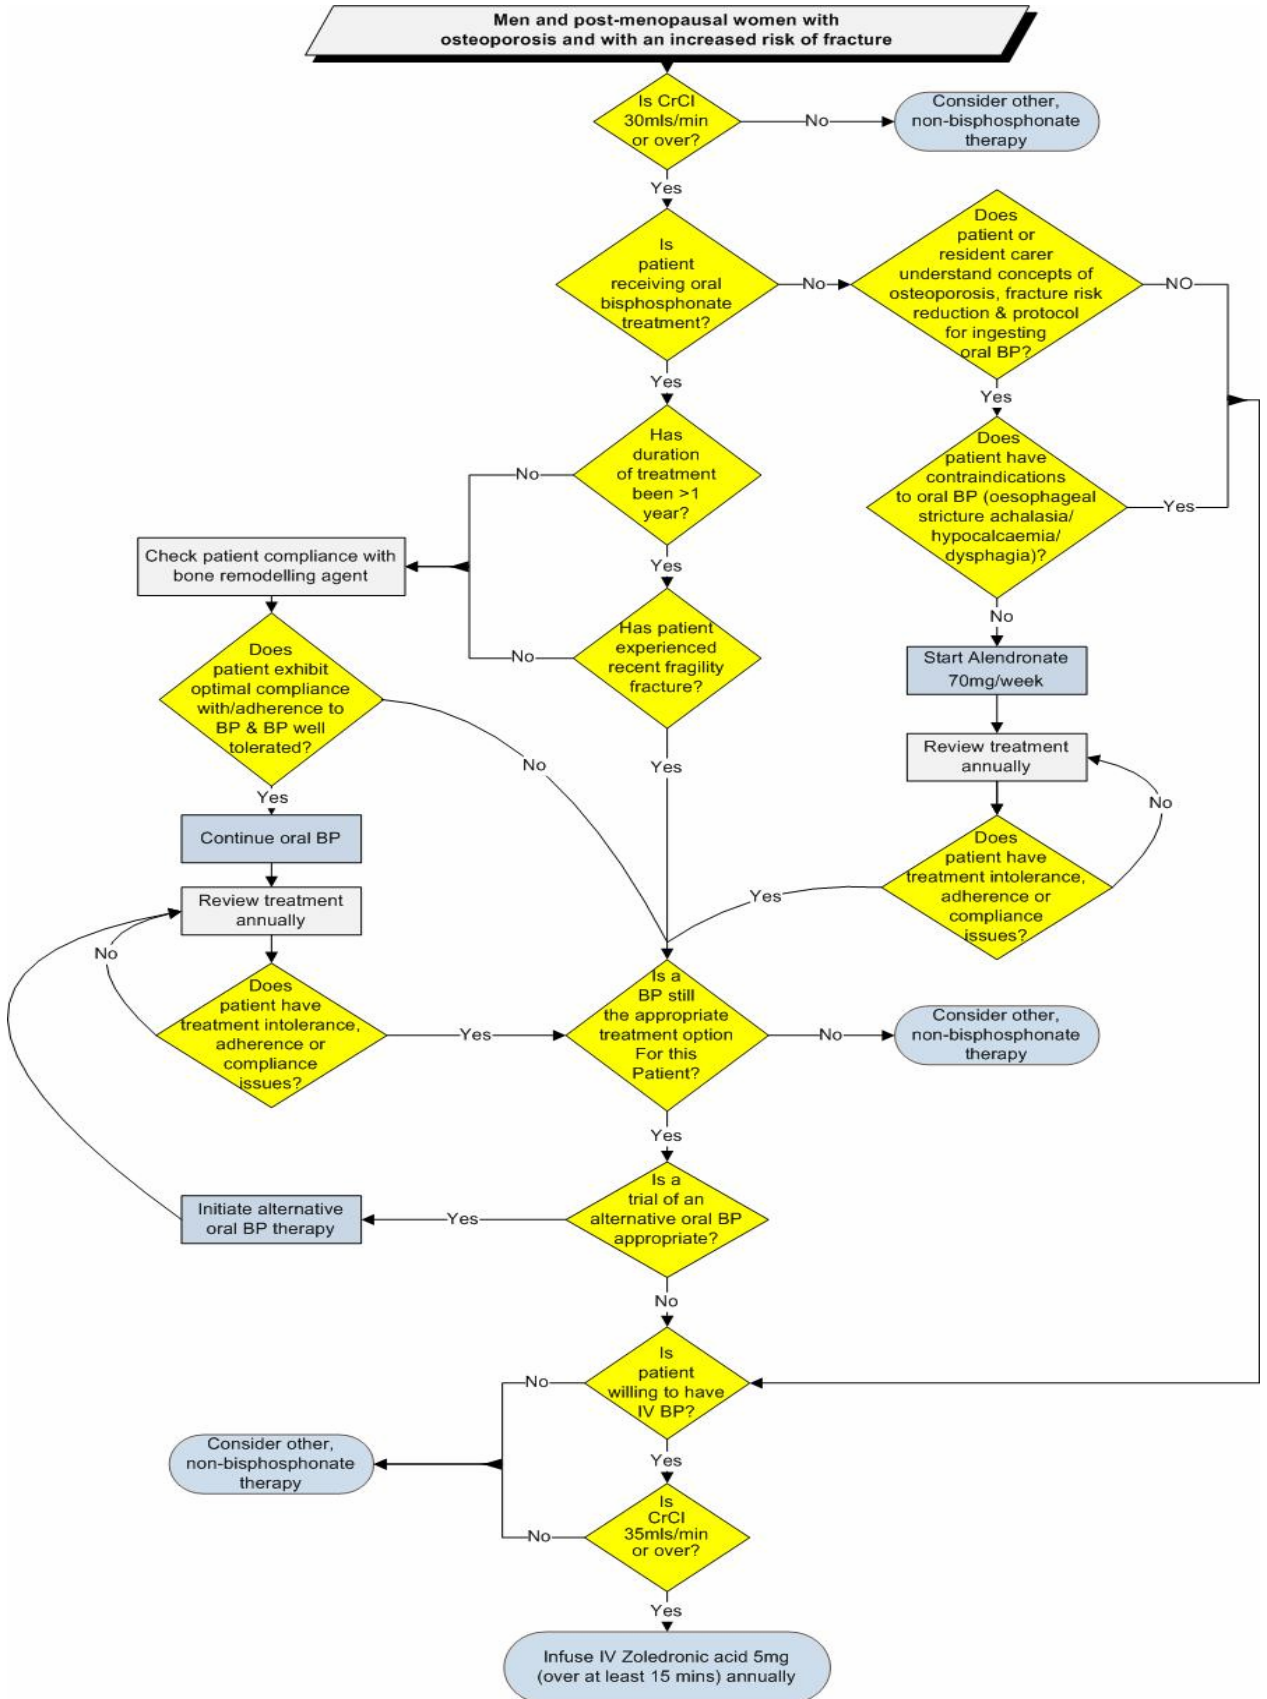 Men and post-menopausal women with
osteoporosis and with an increased risk of fracture
Is CrCl
30mls/min
or over?
No
Consider other,
non-bisphosphonate
therapy
Yes
Is
patient
receiving oral
bisphosphonate
treatment?
No
Does
patient or
resident carer
understand concepts of
osteoporosis, fracture risk
reduction & protocol
for ingesting
oral BP?
NO
Yes
Yes
Has
duration
of treatment
been >1
year?
No
Does
patient have
contraindications
to oral BP (oesophageal
stricture achalasia/
hypocalcaemia/
dysphagia)?
Yes
Check patient compliance with
bone remodelling agent
Yes
Has patient
experienced
recent fragility
fracture?
No
No
Start Alendronate
70mg/week
Does
patient exhibit
optimal compliance
with/adherence to
BP & BP well
tolerated?
No
Yes
Review treatment
annually
No
Yes
Continue oral BP
Does
patient have
treatment intolerance,
adherence or
compliance
issues?
Yes
Review treatment
annually
No
Does
patient have
treatment intolerance,
adherence or
compliance
issues?
Yes
Is a
BP still
the appropriate
treatment option
For this
Patient?
No
Consider other,
non-bisphosphonate
therapy
Yes
Is a
trial of an
alternative oral BP
appropriate?
Yes
Initiate alternative
oral BP therapy
No
Is
patient
willing to have
IV BP?
No
Consider other,
non-bisphosphonate
therapy
Yes
Is
CrCl
35mls/min
or over?
No
Yes
Infuse IV Zoledronic acid 5mg
(over at least 15 mins) annually